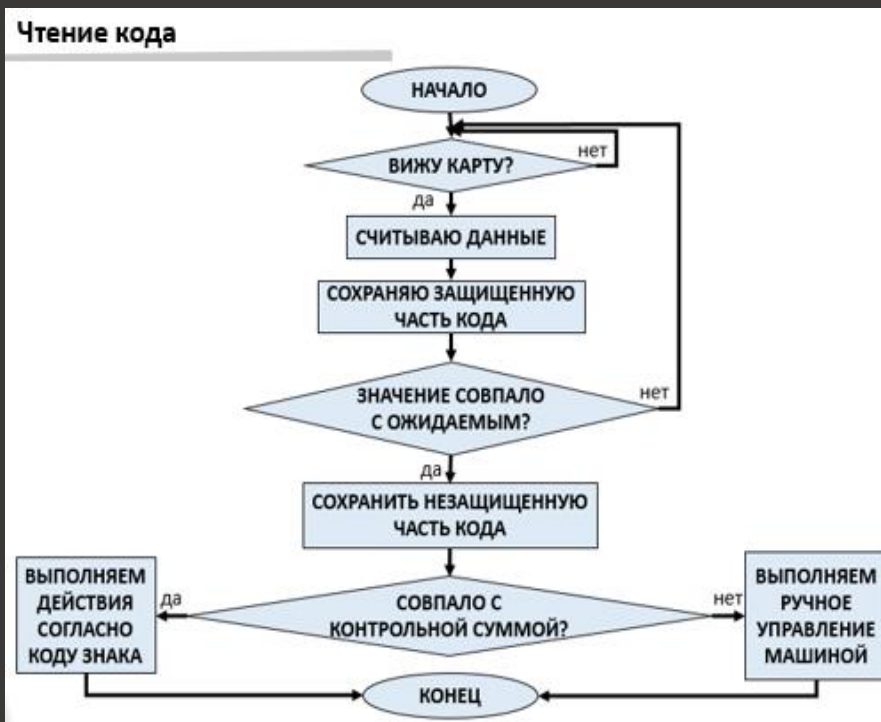 Чтение кода
НАЧАЛО
ВИЖУ КАРТУ?
нет
да
СЧИТЫВАЮ ДАННЫЕ
СОХРАНЯЮ ЗАЩИЩЕННУЮ
ЧАСТЬ КОДА
ЗНАЧЕНИЕ СОВПАЛО
С ОЖИДАЕМЫМ?
нет
да
СОХРАНИТЬ НЕЗАЩИЩЕННУЮ
ЧАСТЬ КОДА
СОВПАЛО С
КОНТРОЛЬНОЙ СУММОЙ?
да
нет
ВЫПОЛНЯЕМ
ДЕЙСТВИЯ
СОГЛАСНО
КОДУ ЗНАКА
ВЫПОЛНЯЕМ
РУЧНОЕ
УПРАВЛЕНИЕ
МАШИНОЙ
КОНЕЦ